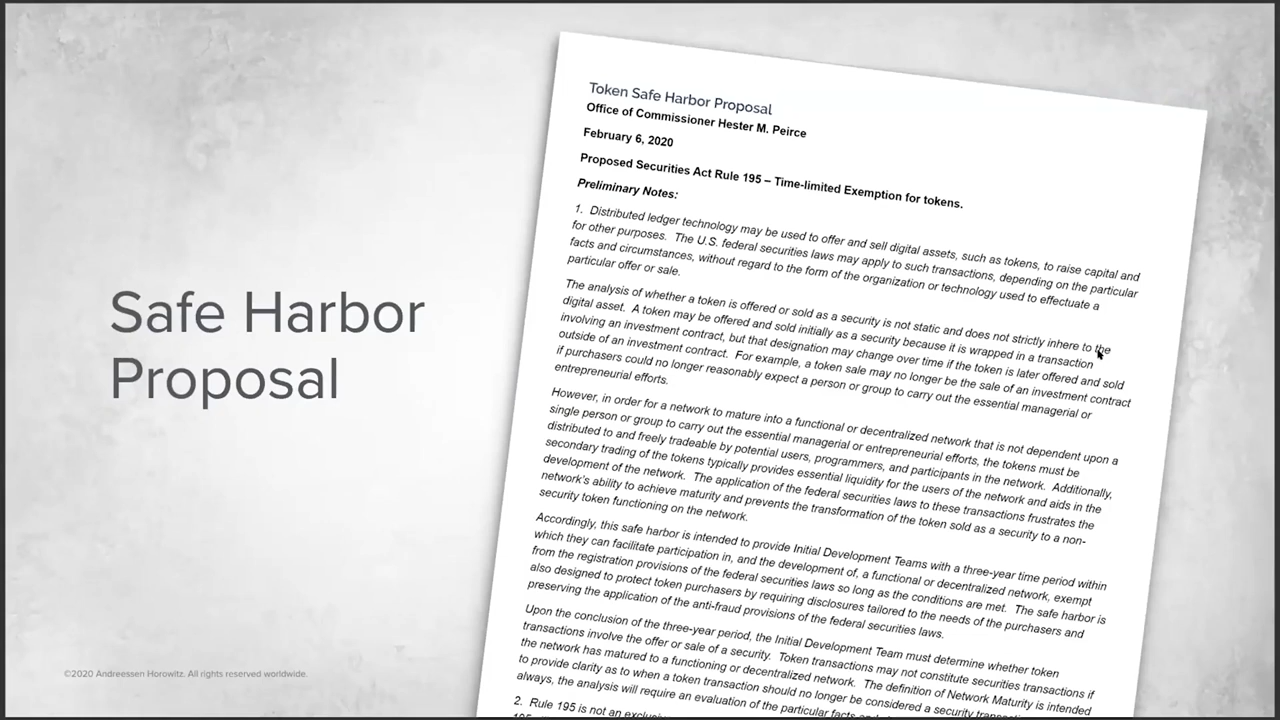 Safe Harbor
Proposal
©2020 Andreessen Horowitz. All rights reserved worldwide.
Token Safe Harbor Proposal
Office of Commissioner Hester M. Peirce
February 6, 2020
Proposed Securities Act Rule 195 – Time-limited Exemption for tokens.
Preliminary Notes:
1. Distributed ledger technology may be used to offer and sell digital assets, such as tokens, to raise capital and
for other purposes. The U.S. federal securities laws may apply to such transactions, depending on the particular
facts and circumstances, without regard to the form of the organization or technology used to effectuate a
particular offer or sale.
The analysis of whether a token is offered or sold as a security is not static and does not strictly inhere to the
digital asset. A token may be offered and sold initially as a security because it is wrapped in a transaction
involving an investment contract, but that designation may change over time if the token is later offered and sold
outside of an investment contract. For example, a token sale may no longer be the sale of an investment contract
if purchasers could no longer reasonably expect a person or group to carry out the essential managerial or
entrepreneurial efforts.
However, in order for a network to mature into a functional or decentralized network that is not dependent upon a
single person or group to carry out the essential managerial or entrepreneurial efforts, the tokens must be
distributed to and freely tradeable by potential users, programmers, and participants in the network. Additionally,
secondary trading of the tokens typically provides essential liquidity for the users of the network and aids in the
development of the network. The application of the federal securities laws to these transactions frustrates the
network's ability to achieve maturity and prevents the transformation of the token sold as a security to a non-
security token functioning on the network.
Accordingly, this safe harbor is intended to provide Initial Development Teams with a three-year time period within
which they can facilitate participation in, and the development of, a functional or decentralized network, exempt
from the registration provisions of the federal securities laws so long as the conditions are met. The safe harbor is
also designed to protect token purchasers by requiring disclosures tailored to the needs of the purchasers and
preserving the application of the anti-fraud provisions of the federal securities laws.
Upon the conclusion of the three-year period, the Initial Development Team must determine whether token
transactions involve the offer or sale of a security. Token transactions may not constitute securities transactions if
the network has matured to a functioning or decentralized network. The definition of Network Maturity is intended
to provide clarity as to when a token transaction should no longer be considered a security transaction
always, the analysis will require an evaluation of the particular facts
2. Rule 195 is not an